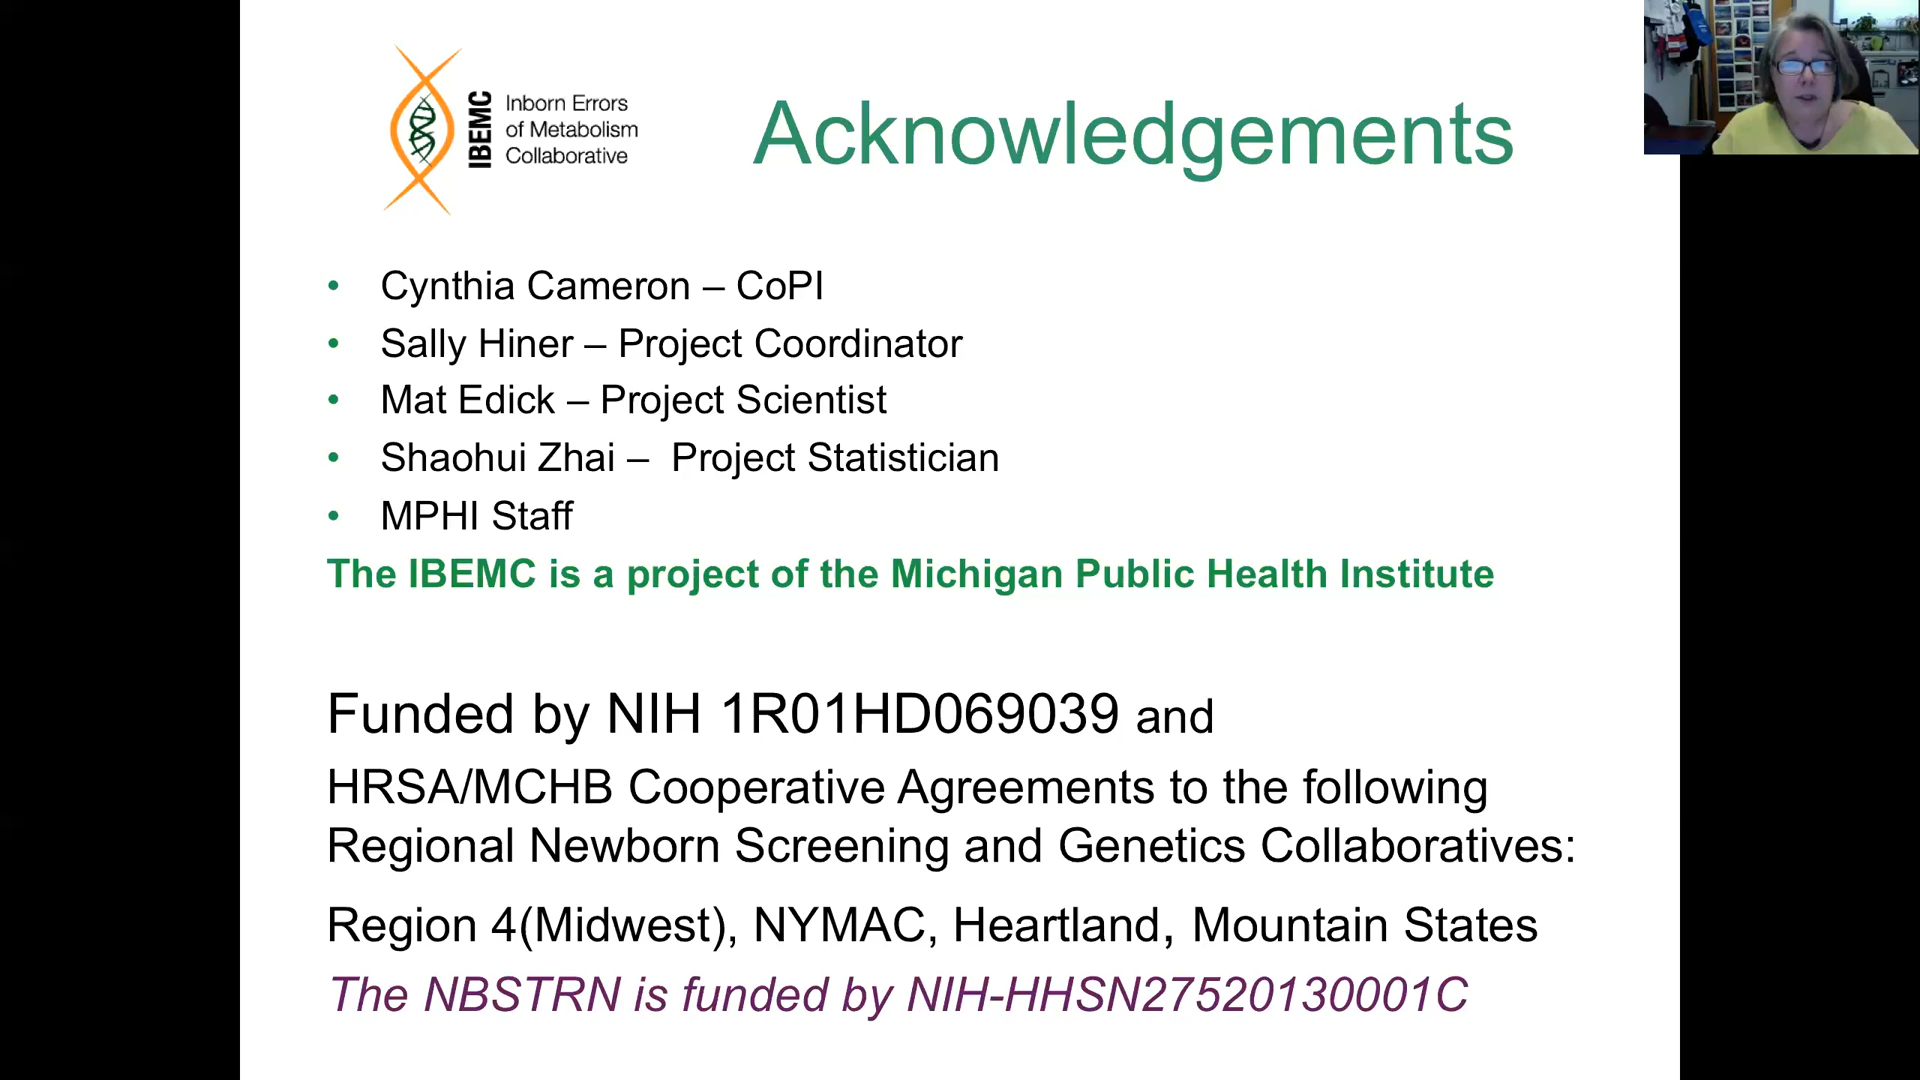 IBEMC
Inborn Errors
of Metabolism
Collaborative
Acknowledgements
• Cynthia Cameron – CoPI
• Sally Hiner – Project Coordinator
• Mat Edick – Project Scientist
• Shaohui Zhai –  Project Statistician
• MPHI Staff
The IBEMC is a project of the Michigan Public Health Institute
Funded by NIH 1R01HD069039 and
HRSA/MCHB Cooperative Agreements to the following
Regional Newborn Screening and Genetics Collaboratives:
Region 4(Midwest), NYMAC, Heartland, Mountain States
The NBSTRN is funded by NIH-HHSN27520130001C